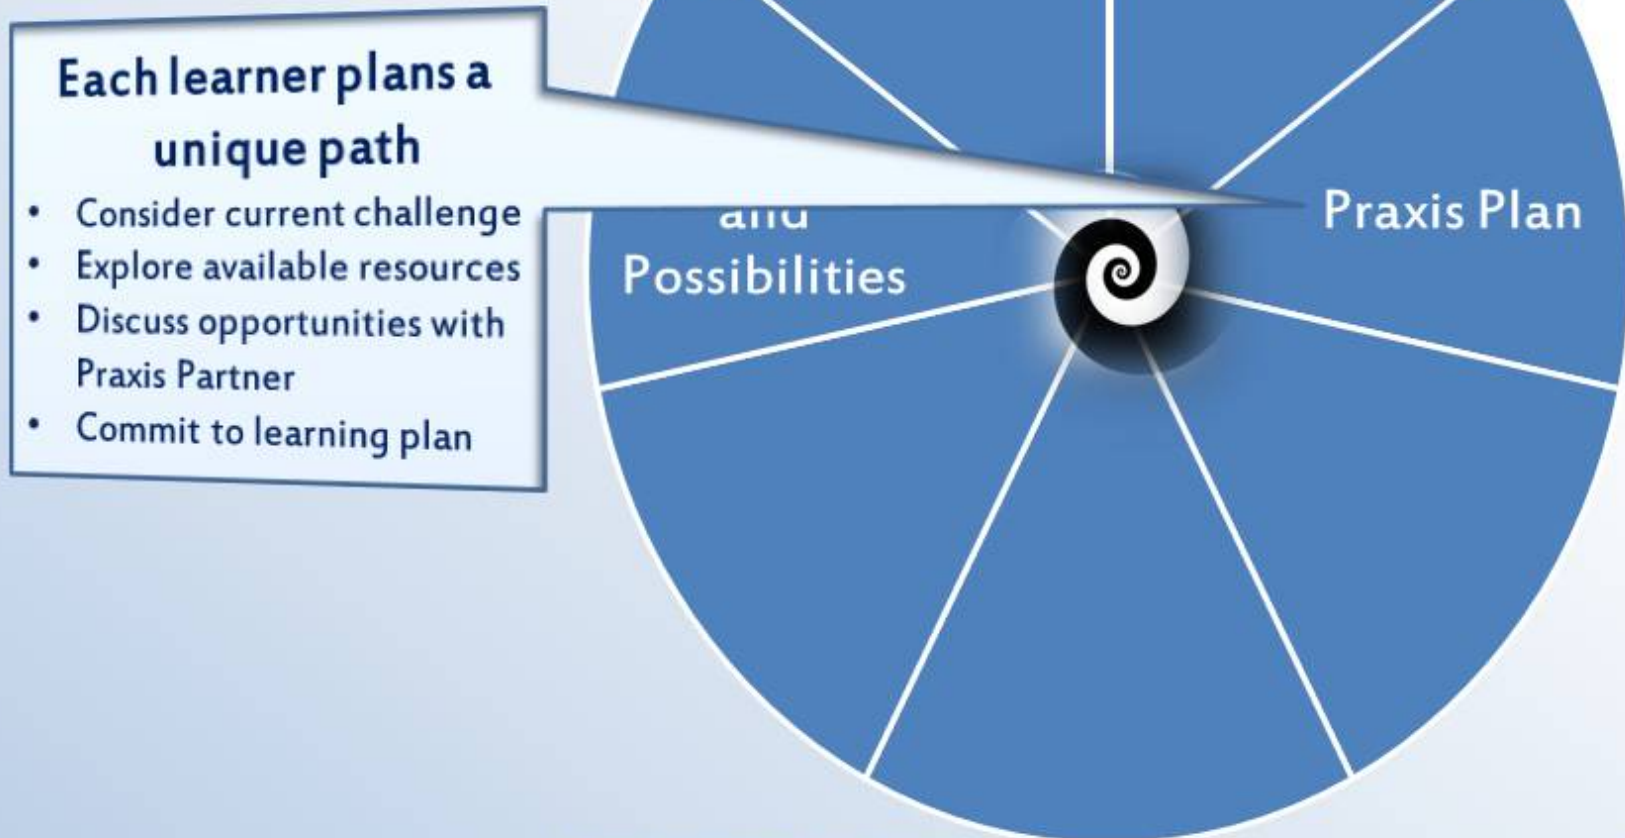 Each learner plans a
unique path
• Consider current challenge
• Explore available resources
• Discuss opportunities with
Praxis Partner
• Commit to learning plan
and
Possibilities
Praxis Plan